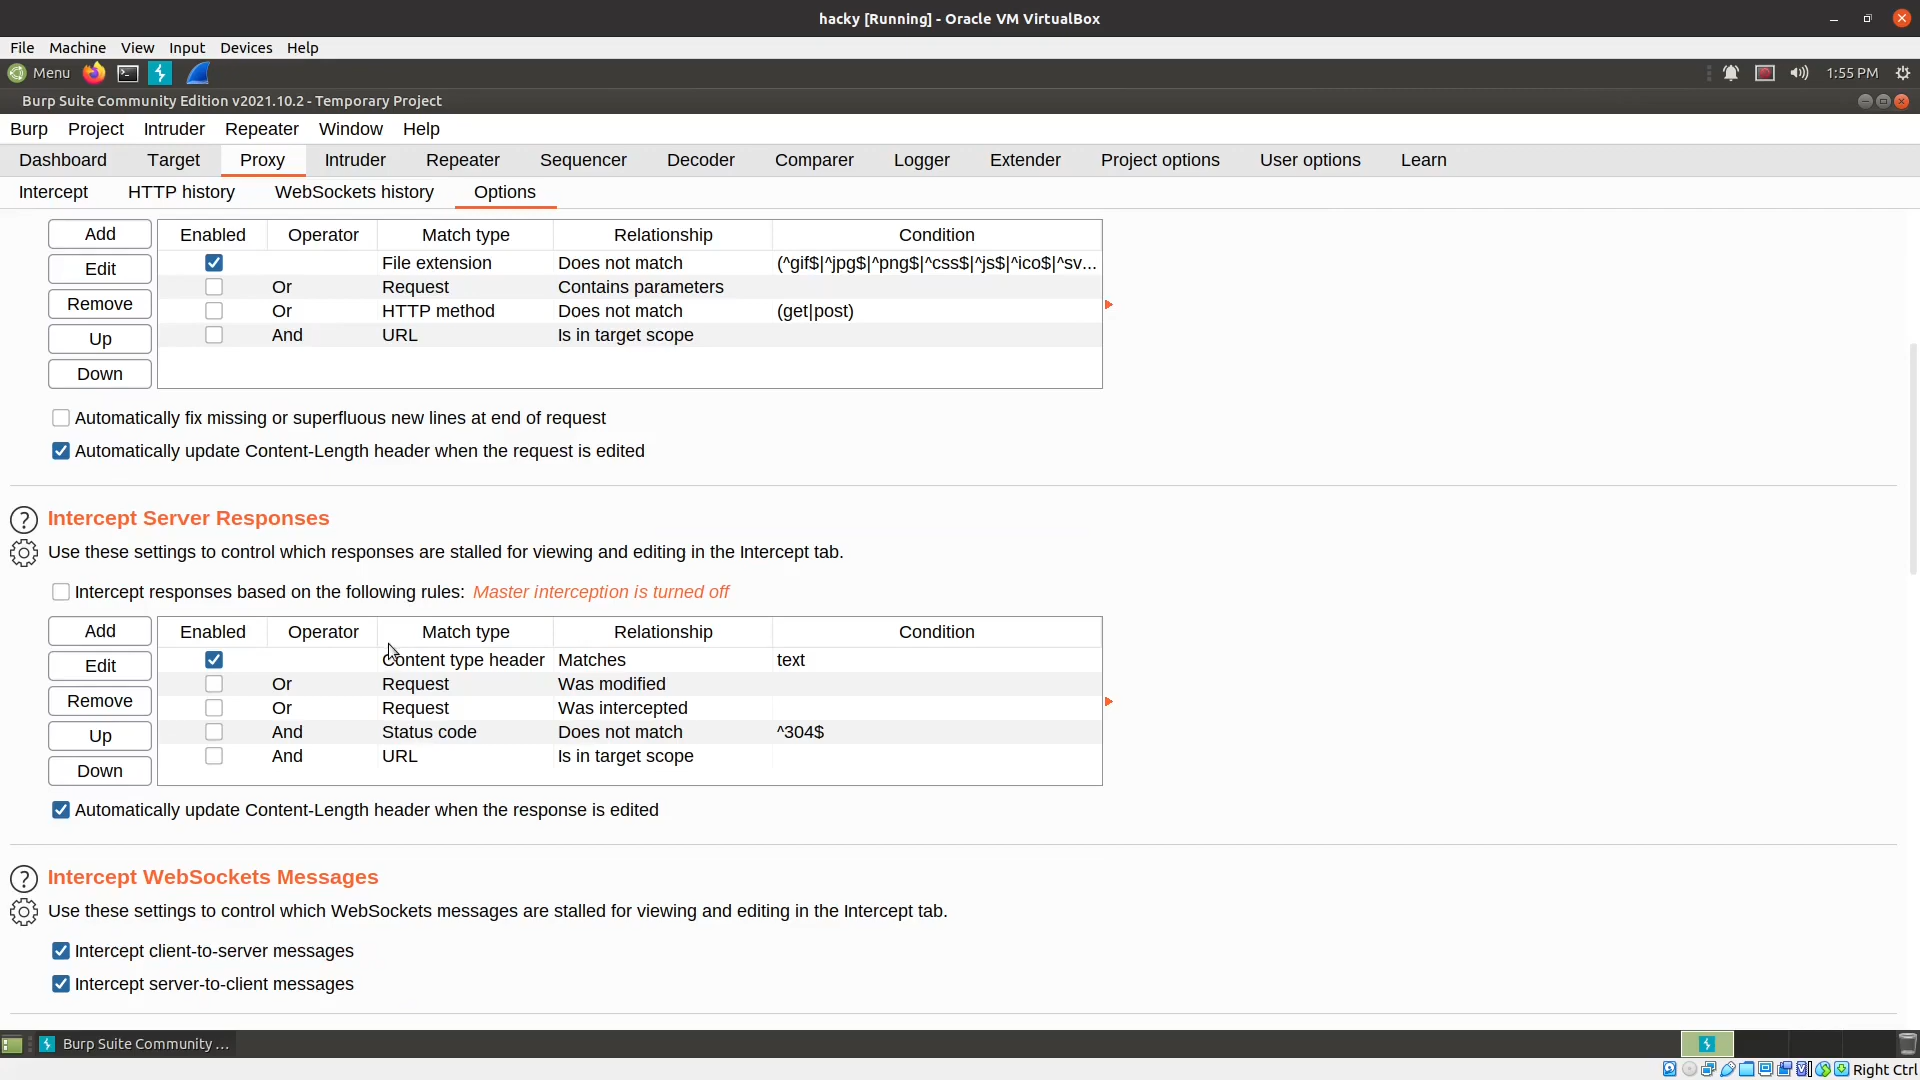 hacky [Running] - Oracle VM VirtualBox
File Machine View Input Devices Help
Menu 1:55 PM
Burp Suite Community Edition v2021.10.2 - Temporary Project
Burp Project Intruder Repeater Window Help
Dashboard Target Proxy Intruder Repeater Sequencer Decoder Comparer Logger Extender Project options User options Learn
Intercept HTTP history WebSockets history Options
Add Enabled Operator Match type Relationship Condition
File extension Does not match (^gif$|^jpg$|^png$|^css$|^js$|^ico$|^sv...
Edit
Or Request Contains parameters
Remove
Or HTTP method Does not match (get|post)
Up
And URL Is in target scope
Down
Automatically fix missing or superfluous new lines at end of request
Automatically update Content-Length header when the request is edited
? Intercept Server Responses
Use these settings to control which responses are stalled for viewing and editing in the Intercept tab.
Intercept responses based on the following rules: Master interception is turned off
Add Enabled Operator Match type Relationship Condition
Edit
Content type header Matches text
Or Request Was modified
Remove
Or Request Was intercepted
Up
And Status code Does not match ^304$
And URL Is in target scope
Down
Automatically update Content-Length header when the response is edited
? Intercept WebSockets Messages
Use these settings to control which WebSockets messages are stalled for viewing and editing in the Intercept tab.
Intercept client-to-server messages
Intercept server-to-client messages
Burp Suite Community ...
Right Ctrl